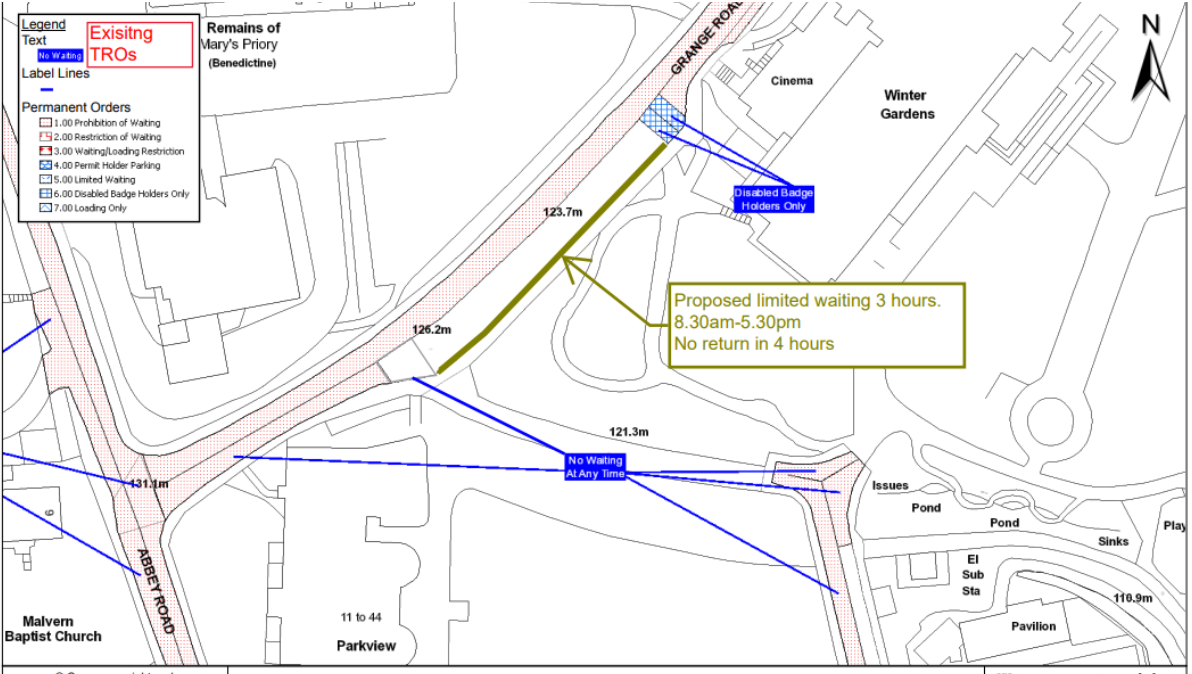 Legend
Text
No Waiting
Exisitng
TROs
Label Lines
Permanent Orders
1.00 Prohibition of Waiting
2.00 Restriction of Waiting
3.00 Waiting/Loading Restriction
4.00 Permit Holder Parking
5.00 Limited Waiting
6.00 Disabled Badge Holders Only
7.00 Loading Only
Remains of
Mary's Priory
(Benedictine)
GRANGE ROAD
Cinema
Winter
Gardens
N
Disabled Badge
Holders Only
123.7m
Proposed limited waiting 3 hours.
8.30am-5.30pm
No return in 4 hours
126.2m
121.3m
No Waiting
At Any Time
131.1m
Issues
Pond
Pond
Sinks
Play
El
Sub
Sta
110.9m
Pavilion
9
ABBEY ROAD
Malvern
Baptist Church
11 to 44
Parkview